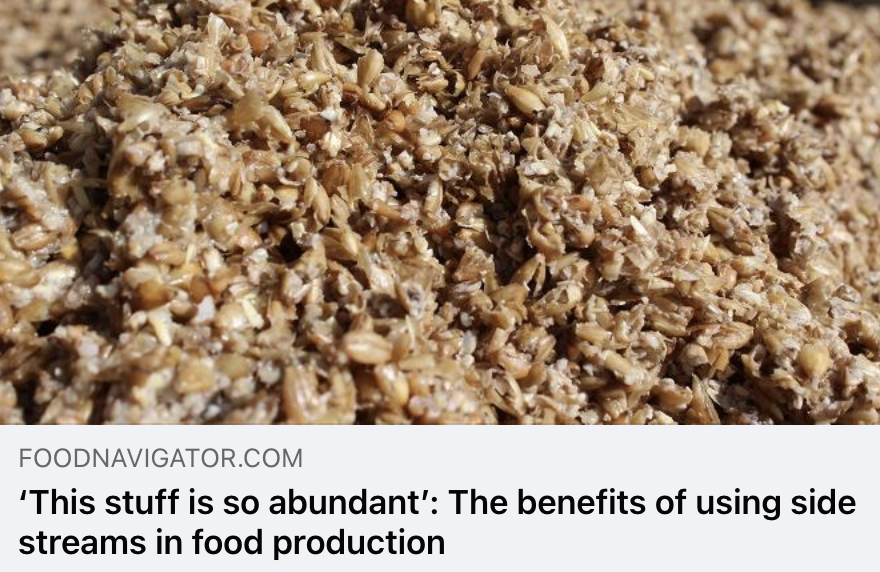 FOODNAVIGATOR.COM
‘This stuff is so abundant’: The benefits of using side
streams in food production